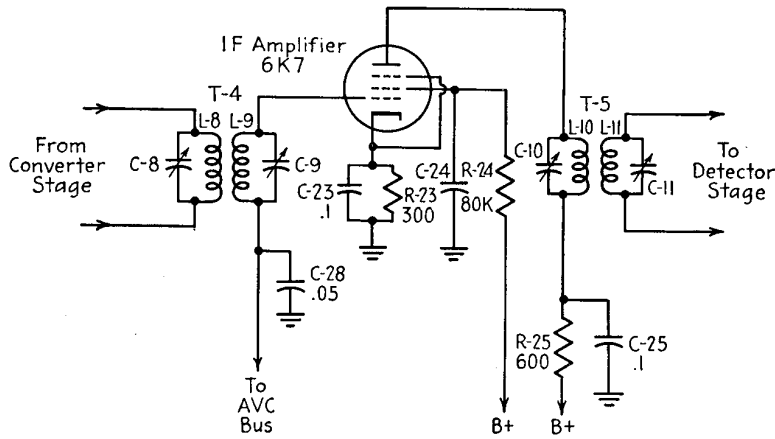 IF Amplifier
6K7
T-4
L-8
L-9
From
Converter
Stage
C-8
C-9
C-23
.1
R-23
300
C-24
R-24
80K
C-28
.05
To
AVC
Bus
T-5
C-10
L-10
L-11
C-11
To
Detector
Stage
R-25
600
C-25
.1
B+
B+